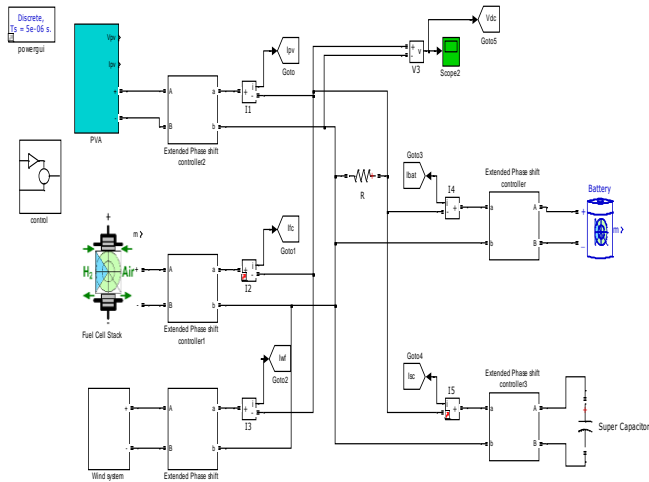 Discrete,
Ts = 5e-06 s.
powergui
Vpv
Ipv
+
-
PVA
A
B
a
b
Extended Phase shift
controller2
i
+
-
I1
Ipv
Goto
+
-
v
V3
Scope2
Vdc
Goto5
control
R
Goto3
Ibat
I4
i
+
-
Extended Phase shift
controller
a
b
A
B
Battery
+
_
m
+
m
H2
Air
+
-
-
Fuel Cell Stack
A
B
a
b
Extended Phase shift
controller1
i
+
-
I2
Ifc
Goto1
Iwf
Goto2
Goto4
Isc
I5
i
+
-
Extended Phase shift
controller3
a
b
A
B
+
Super Capacitor
+
-
Wind system
A
B
a
b
Extended Phase shift
i
+
-
I3